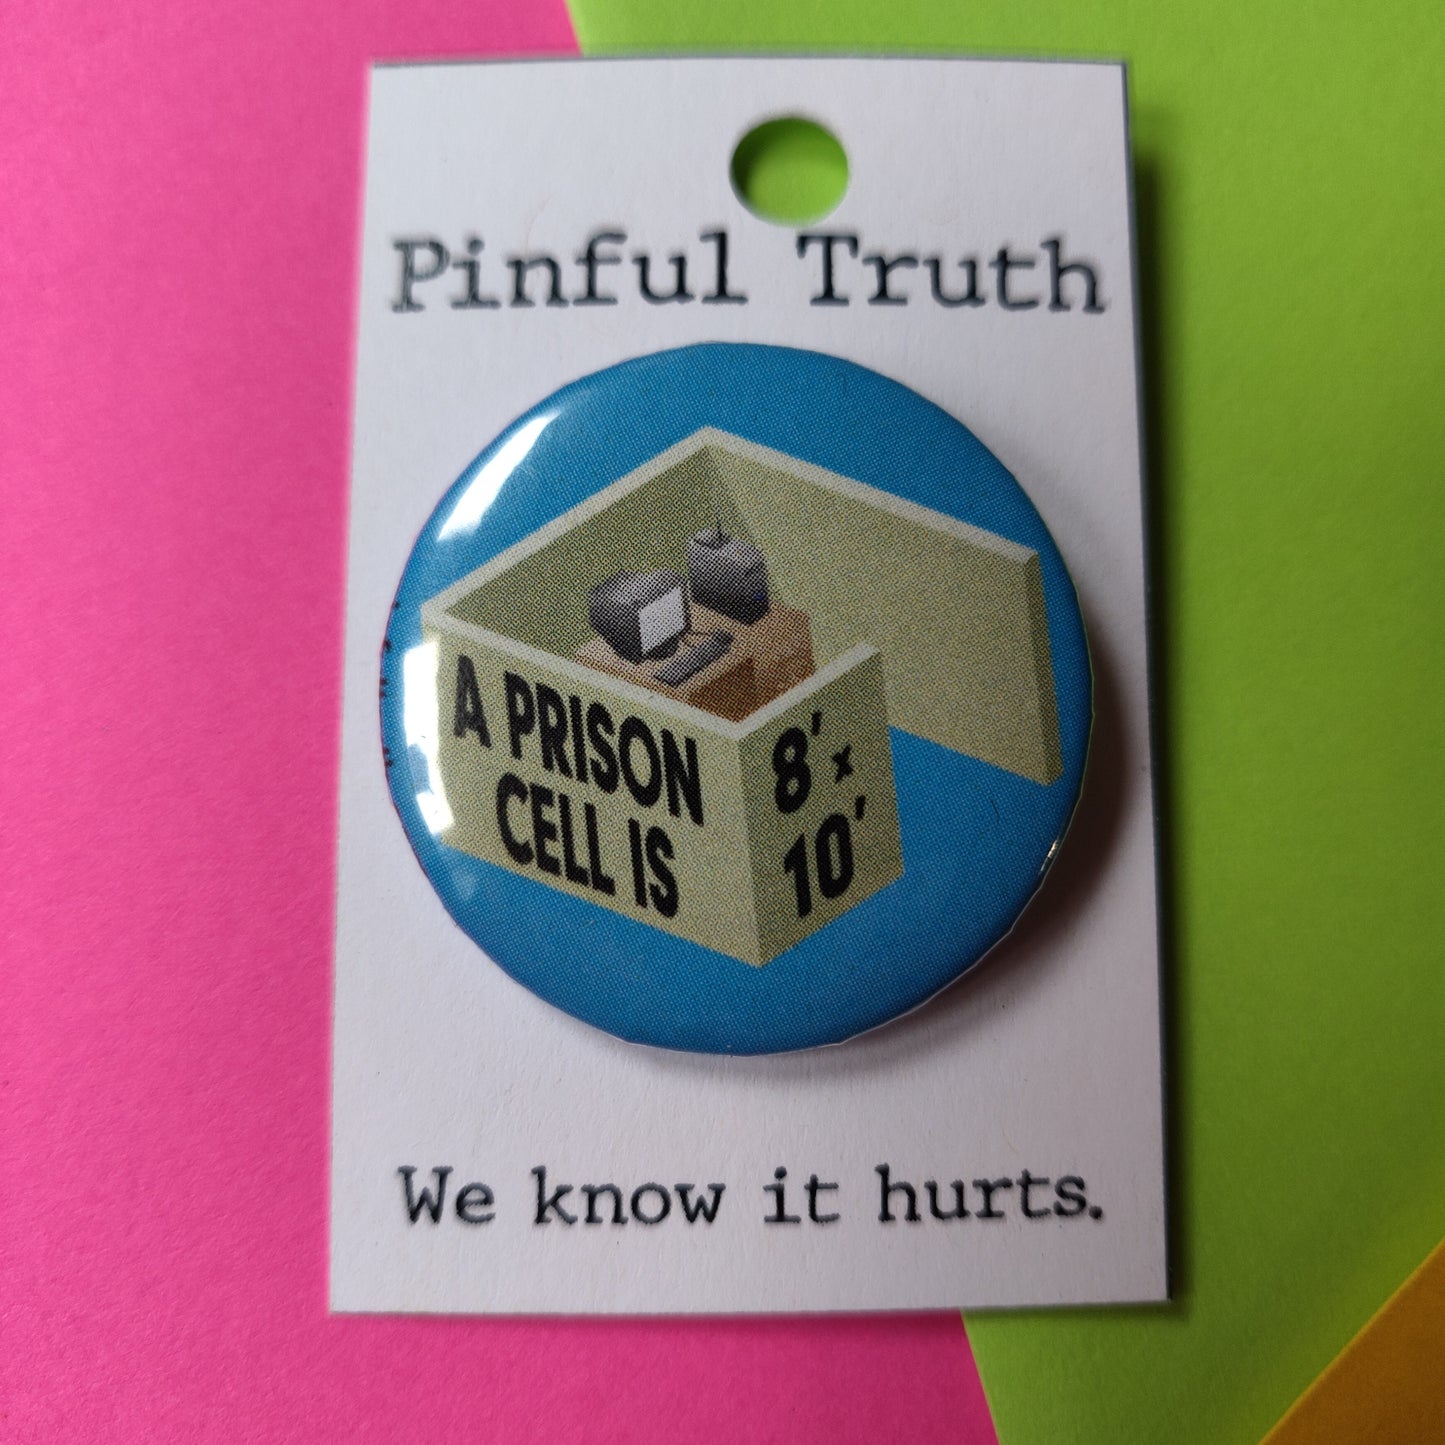 Pinful Truth
A PRISON
CELL IS
8' x
10'
We know it hurts.